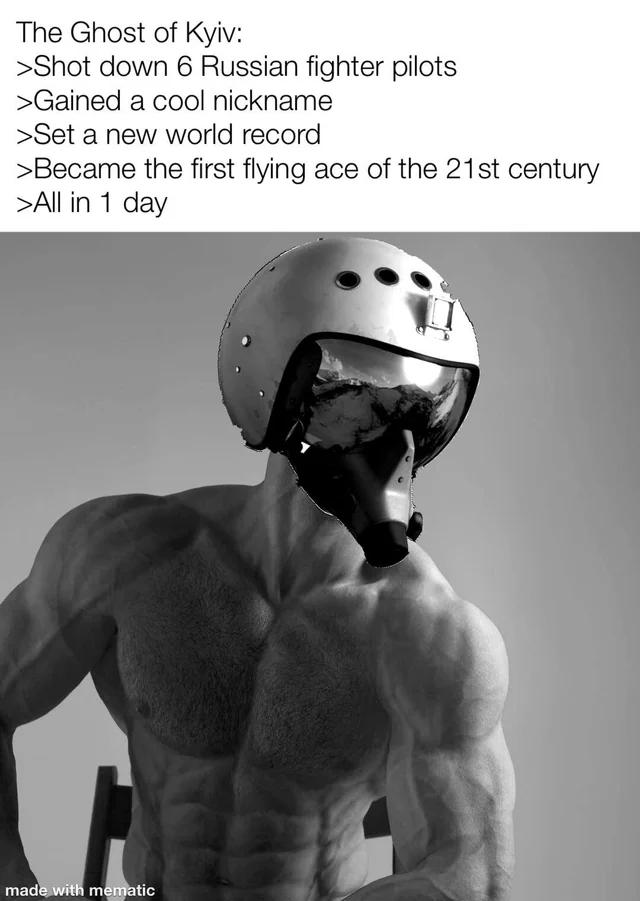 The Ghost of Kyiv:
>Shot down 6 Russian fighter pilots
>Gained a cool nickname
>Set a new world record
>Became the first flying ace of the 21st century
>All in 1 day
made with mematic